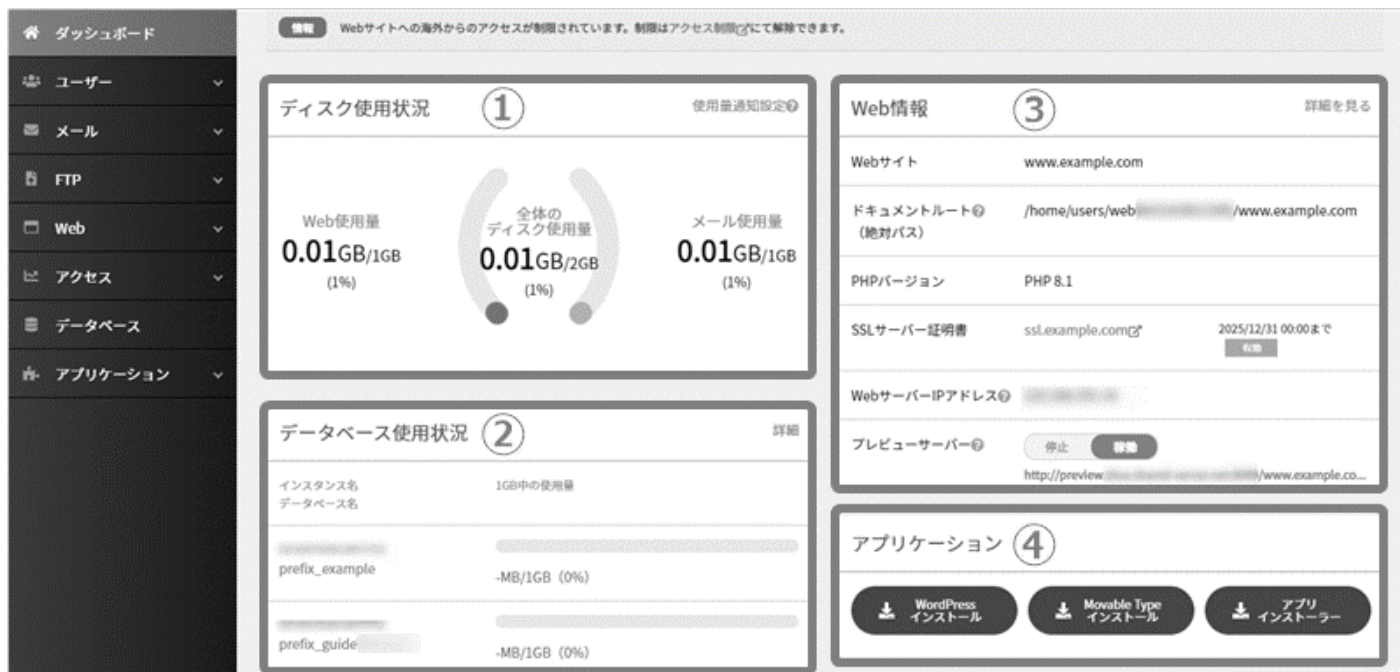 ダッシュボード
ユーザー
メール
FTP
Web
アクセス
データベース
アプリケーション
情報 Webサイトへの海外からのアクセスが制限されています。制限はアクセス制限にて解除できます。
ディスク使用状況 ① 使用量通知設定
Web使用量
0.01GB/1GB
(1%)
全体の
ディスク使用量
0.01GB/2GB
(1%)
メール使用量
0.01GB/1GB
(1%)
データベース使用状況 ② 詳細
インスタンス名 1GB中の使用量
データベース名
prefix_example -MB/1GB（0%）
prefix_guide -MB/1GB（0%）
Web情報 ③ 詳細を見る
Webサイト www.example.com
ドキュメントルート /home/users/web /www.example.com
（絶対パス）
PHPバージョン PHP 8.1
SSLサーバー証明書 ssl.example.com 2025/12/31 00:00まで
有効
WebサーバーIPアドレス
プレビューサーバー 停止 稼働
http://preview. /www.example.co...
アプリケーション ④
WordPress
インストール
Movable Type
インストール
アプリ
インストーラー